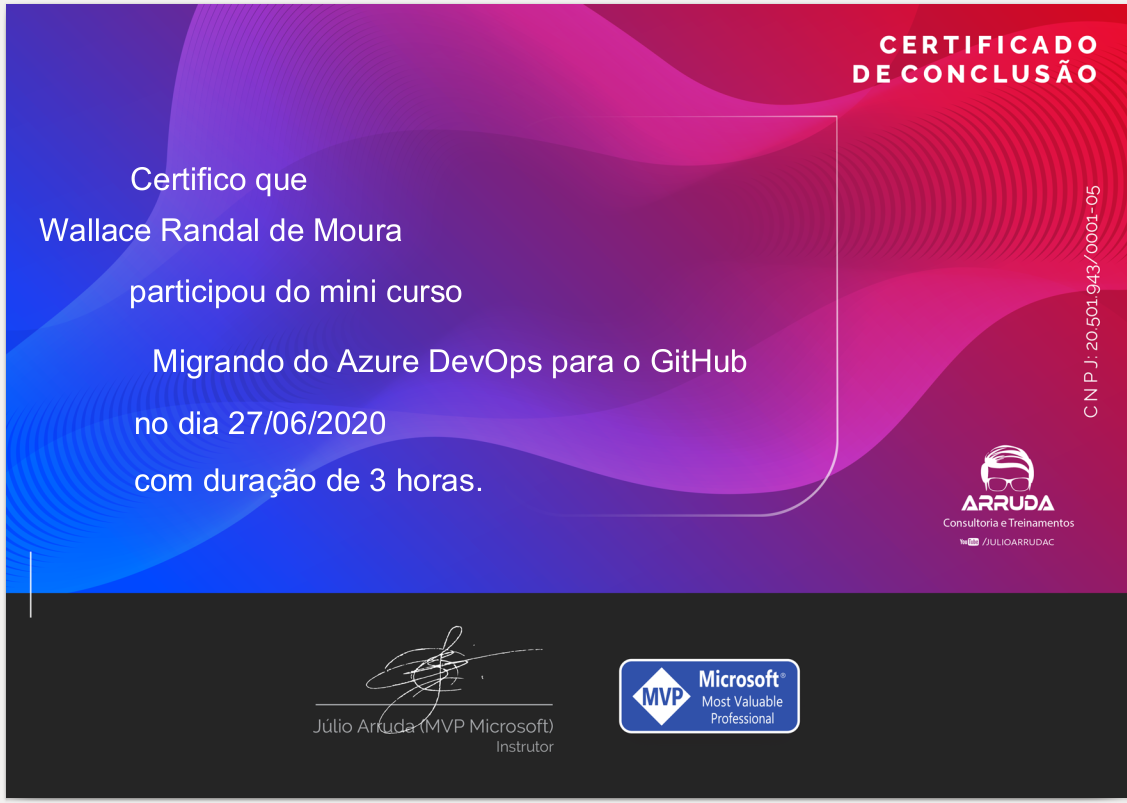 CERTIFICADO
DE CONCLUSÃO
Certifico que
Wallace Randal de Moura
participou do mini curso
Migrando do Azure DevOps para o GitHub
no dia 27/06/2020
com duração de 3 horas.
CNPJ: 20.501.943/0001-05
ARRUDA
Consultoria e Treinamentos
YouTube /JULIOARRUDAC
Júlio Arruda (MVP Microsoft)
Instrutor
MVP
Microsoft®
Most Valuable
Professional